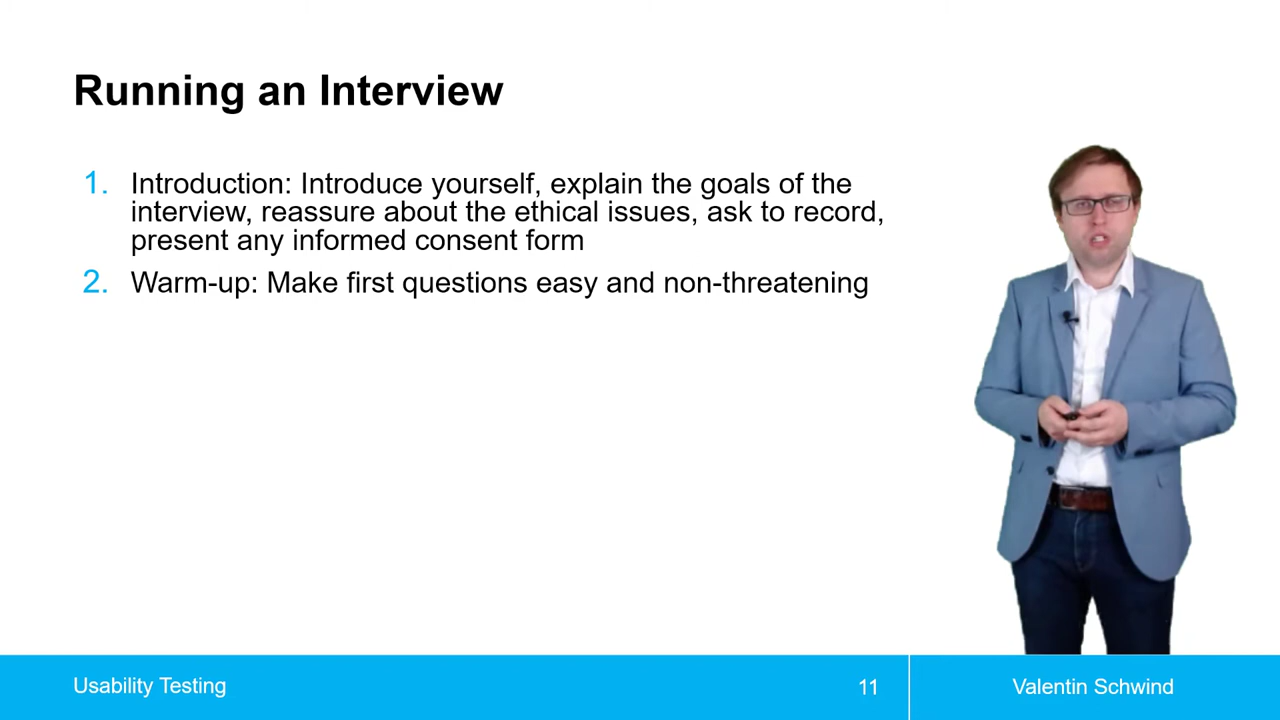 Running an Interview
1. Introduction: Introduce yourself, explain the goals of the
interview, reassure about the ethical issues, ask to record,
present any informed consent form
2. Warm-up: Make first questions easy and non-threatening
Usability Testing
11
Valentin Schwind